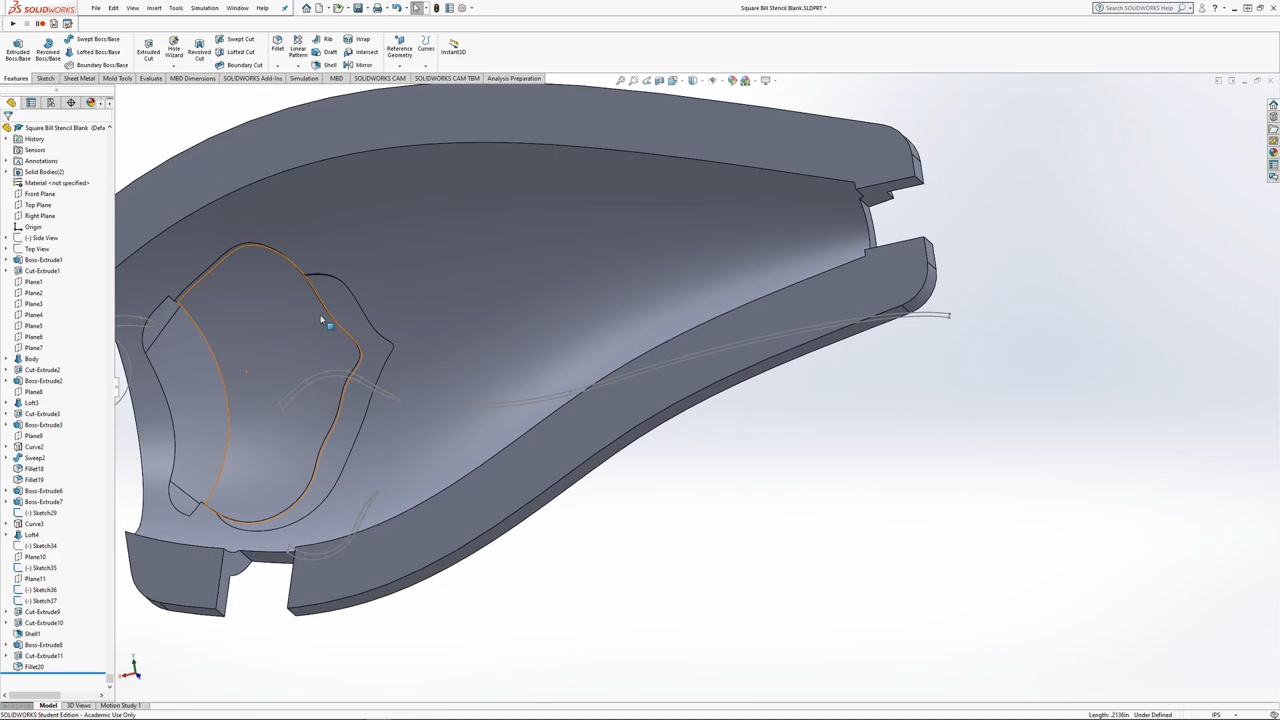 SOLIDWORKS
File
Edit
View
Insert
Tools
Simulation
Window
Help
Square Bill Stencil Blank.SLDPRT *
Search SOLIDWORKS Help
Extruded Boss/Base
Revolved Boss/Base
Swept Boss/Base
Lofted Boss/Base
Boundary Boss/Base
Extruded Cut
Hole Wizard
Revolved Cut
Swept Cut
Lofted Cut
Boundary Cut
Fillet
Linear Pattern
Rib
Draft
Shell
Wrap
Intersect
Mirror
Reference Geometry
Curves
Instant3D
Features
Sketch
Sheet Metal
Mold Tools
Evaluate
MBD Dimensions
SOLIDWORKS Add-Ins
Simulation
MBD
SOLIDWORKS CAM
SOLIDWORKS CAM TBM
Analysis Preparation
Square Bill Stencil Blank (Defa
History
Sensors
Annotations
Solid Bodies(2)
Material <not specified>
Front Plane
Top Plane
Right Plane
Origin
(-) Side View
Top View
Boss-Extrude1
Cut-Extrude1
Plane1
Plane2
Plane3
Plane4
Plane5
Plane6
Plane7
Body
Cut-Extrude2
Boss-Extrude2
Plane8
Loft3
Cut-Extrude3
Boss-Extrude3
Plane9
Curve2
Sweep2
Fillet18
Fillet19
Boss-Extrude6
Boss-Extrude7
(-) Sketch29
Curve3
Loft4
(-) Sketch34
Plane10
(-) Sketch35
Plane11
(-) Sketch36
(-) Sketch37
Cut-Extrude9
Cut-Extrude10
Shell1
Boss-Extrude8
Cut-Extrude11
Fillet20
Y
Model
3D Views
Motion Study 1
SOLIDWORKS Student Edition - Academic Use Only
Length: .2136in
Under Defined
IPS